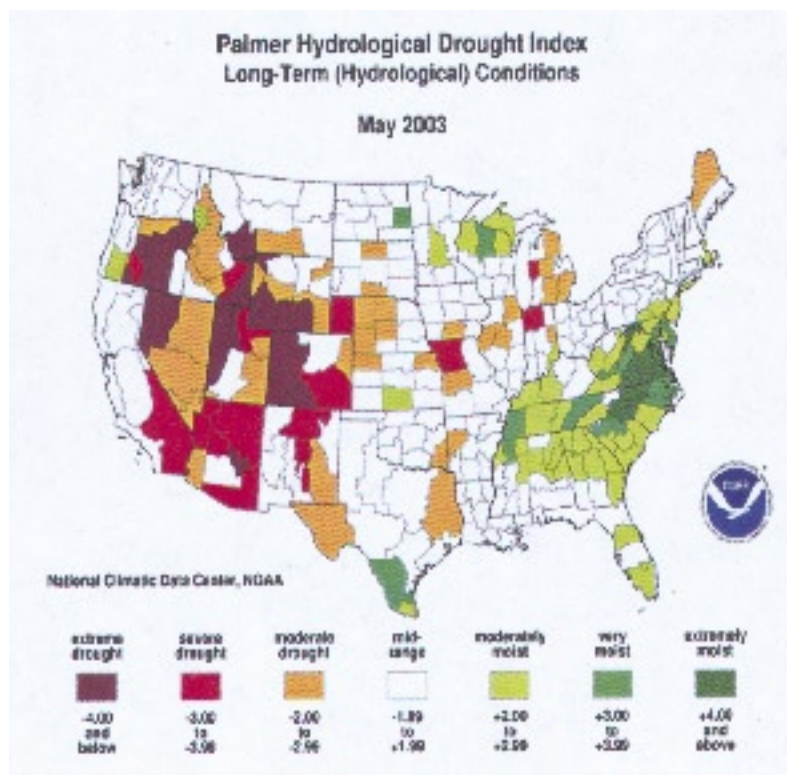 Palmer Hydrological Drought Index
Long-Term (Hydrological) Conditions
May 2003
National Climatic Data Center, NOAA
extreme drought
severe drought
moderate drought
mid-range
moderately moist
very moist
extremely moist
-4.00 and below
-3.00 to -3.99
-2.00 to -2.99
-1.99 to +1.99
+2.00 to +2.99
+3.00 to +3.99
+4.00 and above